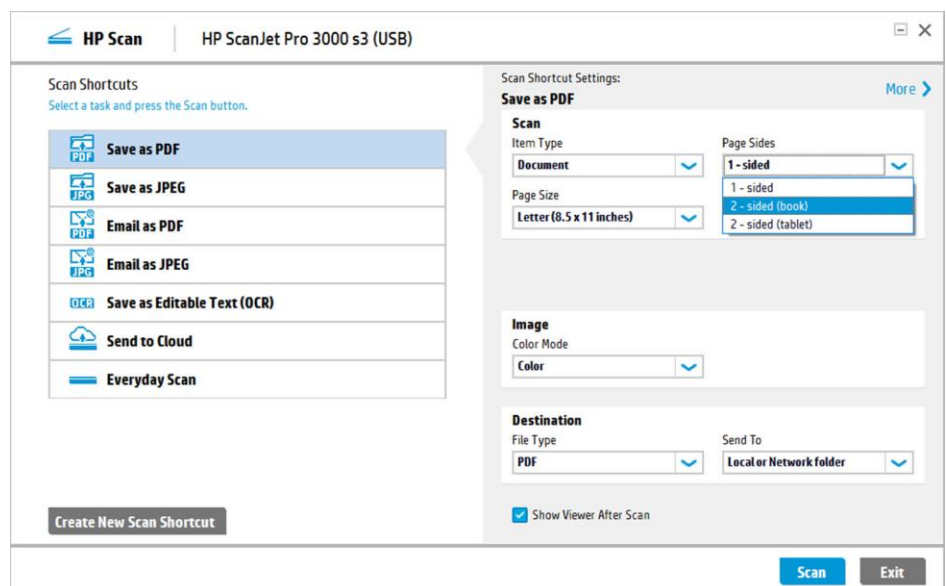 HP Scan
HP ScanJet Pro 3000 s3 (USB)
Scan Shortcuts
Select a task and press the Scan button.
PDF Save as PDF
JPG Save as JPEG
PDF Email as PDF
JPG Email as JPEG
OCR Save as Editable Text (OCR)
Send to Cloud
Everyday Scan
Create New Scan Shortcut
Scan Shortcut Settings:
More
Save as PDF
Scan
Item Type
Document
Page Sides
1 - sided
1 - sided
2 - sided (book)
2 - sided (tablet)
Page Size
Letter (8.5 x 11 inches)
Image
Color Mode
Color
Destination
File Type
PDF
Send To
Local or Network folder
Show Viewer After Scan
Scan
Exit